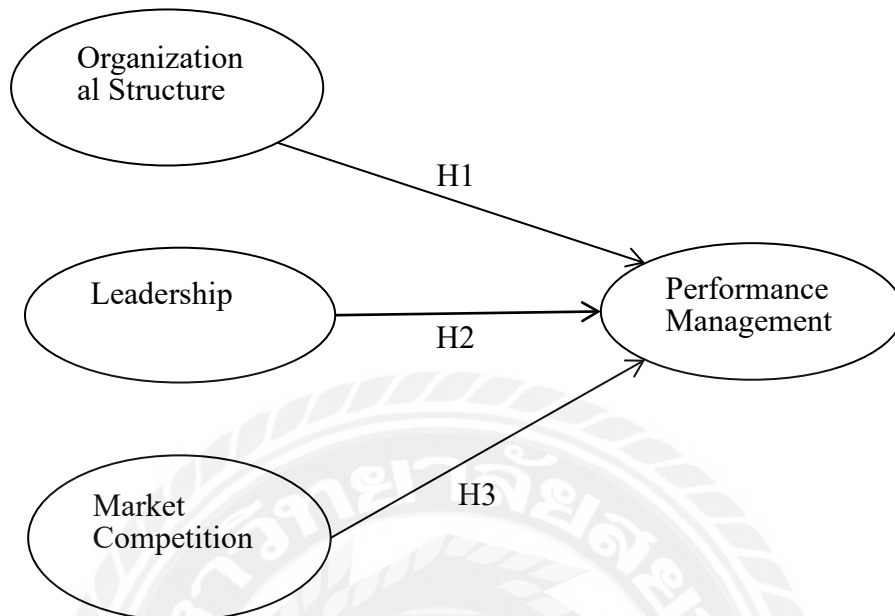 Organization
al Structure
H1
Leadership
H2
Performance
Management
Market
Competition
H3